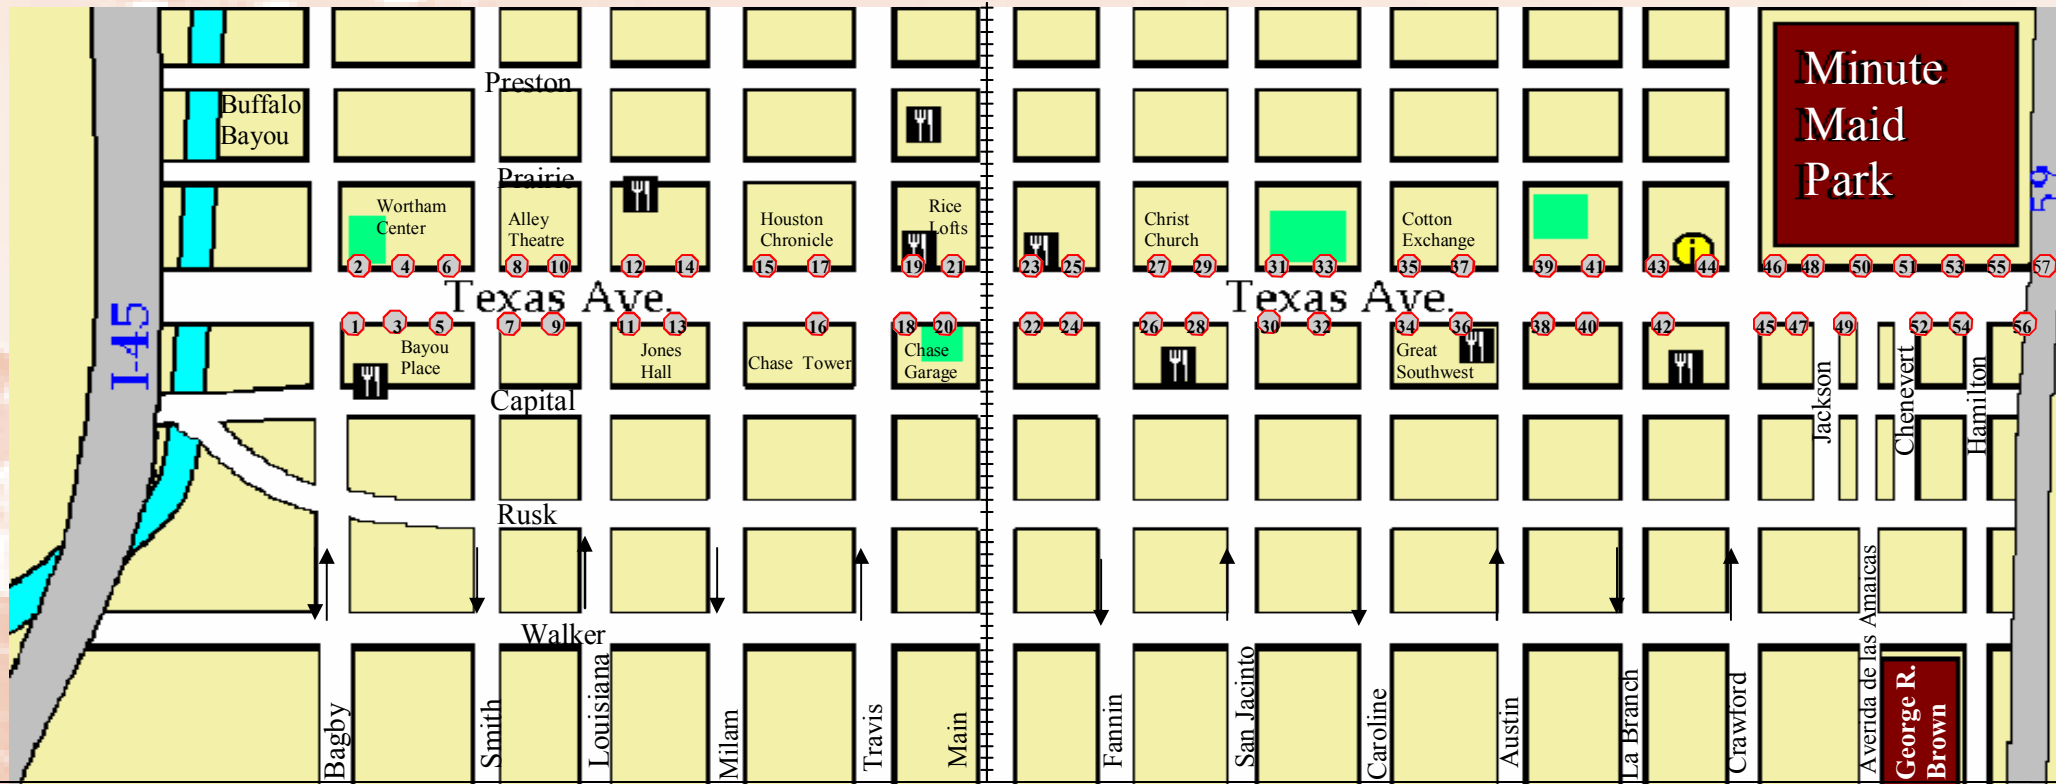 Minute
Maid
Park
Preston
Buffalo
Bayou
Prairie
59
Wortham
Center
Alley
Theatre
Houston
Chronicle
Rice
Lofts
Christ
Church
Cotton
Exchange
i
2 4 6 8 10 12 14 15 17 19 21 23 25 27 29 31 33 35 37 39 41 43 44 46 48 50 51 53 55 57
Texas Ave. Texas Ave.
I-45
1 3 5 7 9 11 13 16 18 20 22 24 26 28 30 32 34 36 38 40 42 45 47 49 52 54 56
Bayou
Place
Jones
Hall
Chase Tower
Chase
Garage
Great
Southwest
Capital
Jackson
Chenevert
Hamilton
Rusk
Walker
Bagby
Smith
Louisiana
Milam
Travis
Main
Fannin
San Jacinto
Caroline
Austin
La Branch
Crawford
Averida de las Amaicas
George R.
Brown